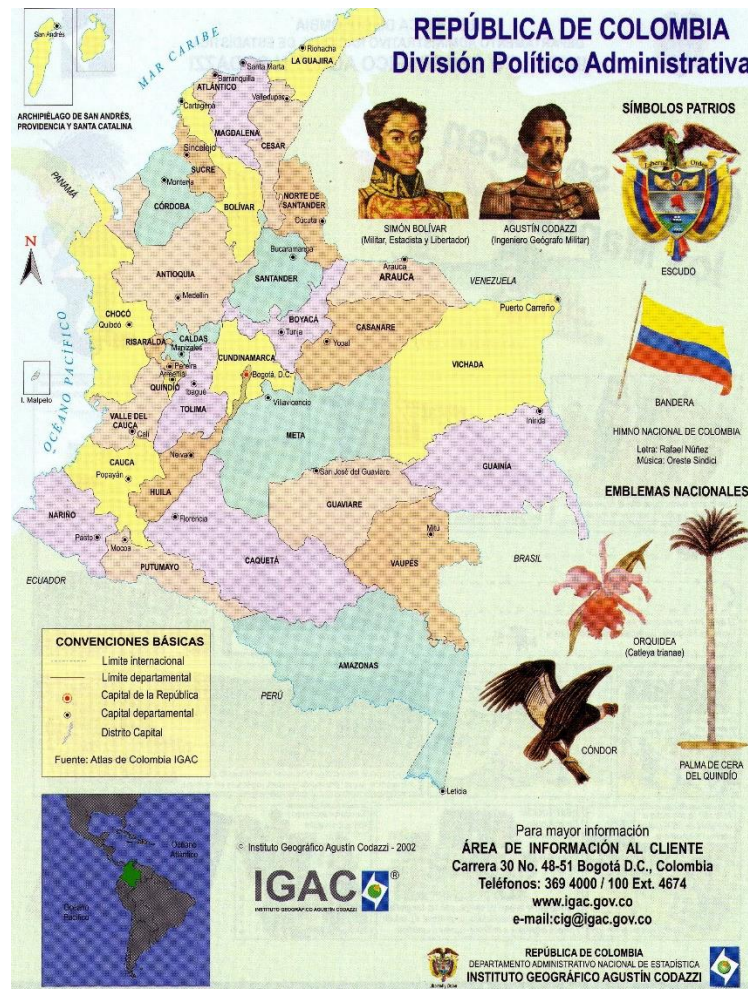 REPÚBLICA DE COLOMBIA
División Político Administrativa
San Andrés
ARCHIPIÉLAGO DE SAN ANDRÉS,
PROVIDENCIA Y SANTA CATALINA
MAR CARIBE
Riohacha
LA GUAJIRA
Santa Marta
Barranquilla
ATLÁNTICO
Valledupar
Cartagena
MAGDALENA
CESAR
Sincelejo
SUCRE
PANAMÁ
Montería
CÓRDOBA
BOLÍVAR
NORTE DE
SANTANDER
Cúcuta
N
Bucaramanga
SANTANDER
ANTIOQUIA
Medellín
Arauca
ARAUCA
VENEZUELA
CHOCÓ
Quibdó
BOYACÁ
Tunja
CASANARE
Yopal
Puerto Carreño
RISARALDA
CALDAS
Manizales
CUNDINAMARCA
VICHADA
Pereira
Armenia
QUINDÍO
Bogotá, D.C.
Ibagué
TOLIMA
Villavicencio
I. Malpelo
OCÉANO PACÍFICO
VALLE DEL
CAUCA
Cali
META
Inírida
GUAINÍA
CAUCA
Popayán
Neiva
HUILA
San José del Guaviare
GUAVIARE
NARIÑO
Pasto
Florencia
Mocoa
PUTUMAYO
CAQUETÁ
Mitú
VAUPÉS
BRASIL
ECUADOR
AMAZONAS
PERÚ
Leticia
SIMÓN BOLÍVAR
(Militar, Estadista y Libertador)
AGUSTÍN CODAZZI
(Ingeniero Geógrafo Militar)
SÍMBOLOS PATRIOS
ESCUDO
BANDERA
HIMNO NACIONAL DE COLOMBIA
Letra: Rafael Núñez
Música: Oreste Sindici
EMBLEMAS NACIONALES
ORQUIDEA
(Catleya trianae)
CÓNDOR
PALMA DE CERA
DEL QUINDÍO
CONVENCIONES BÁSICAS
Límite internacional
Límite departamental
Capital de la República
Capital departamental
Distrito Capital
Fuente: Atlas de Colombia IGAC
Océano
Atlántico
Océano
Pacífico
© Instituto Geográfico Agustín Codazzi - 2002
IGAC®
INSTITUTO GEOGRÁFICO AGUSTÍN CODAZZI
Para mayor información
ÁREA DE INFORMACIÓN AL CLIENTE
Carrera 30 No. 48-51 Bogotá D.C., Colombia
Teléfonos: 369 4000 / 100 Ext. 4674
www.igac.gov.co
e-mail:cig@igac.gov.co
REPÚBLICA DE COLOMBIA
DEPARTAMENTO ADMINISTRATIVO NACIONAL DE ESTADÍSTICA
INSTITUTO GEOGRÁFICO AGUSTÍN CODAZZI